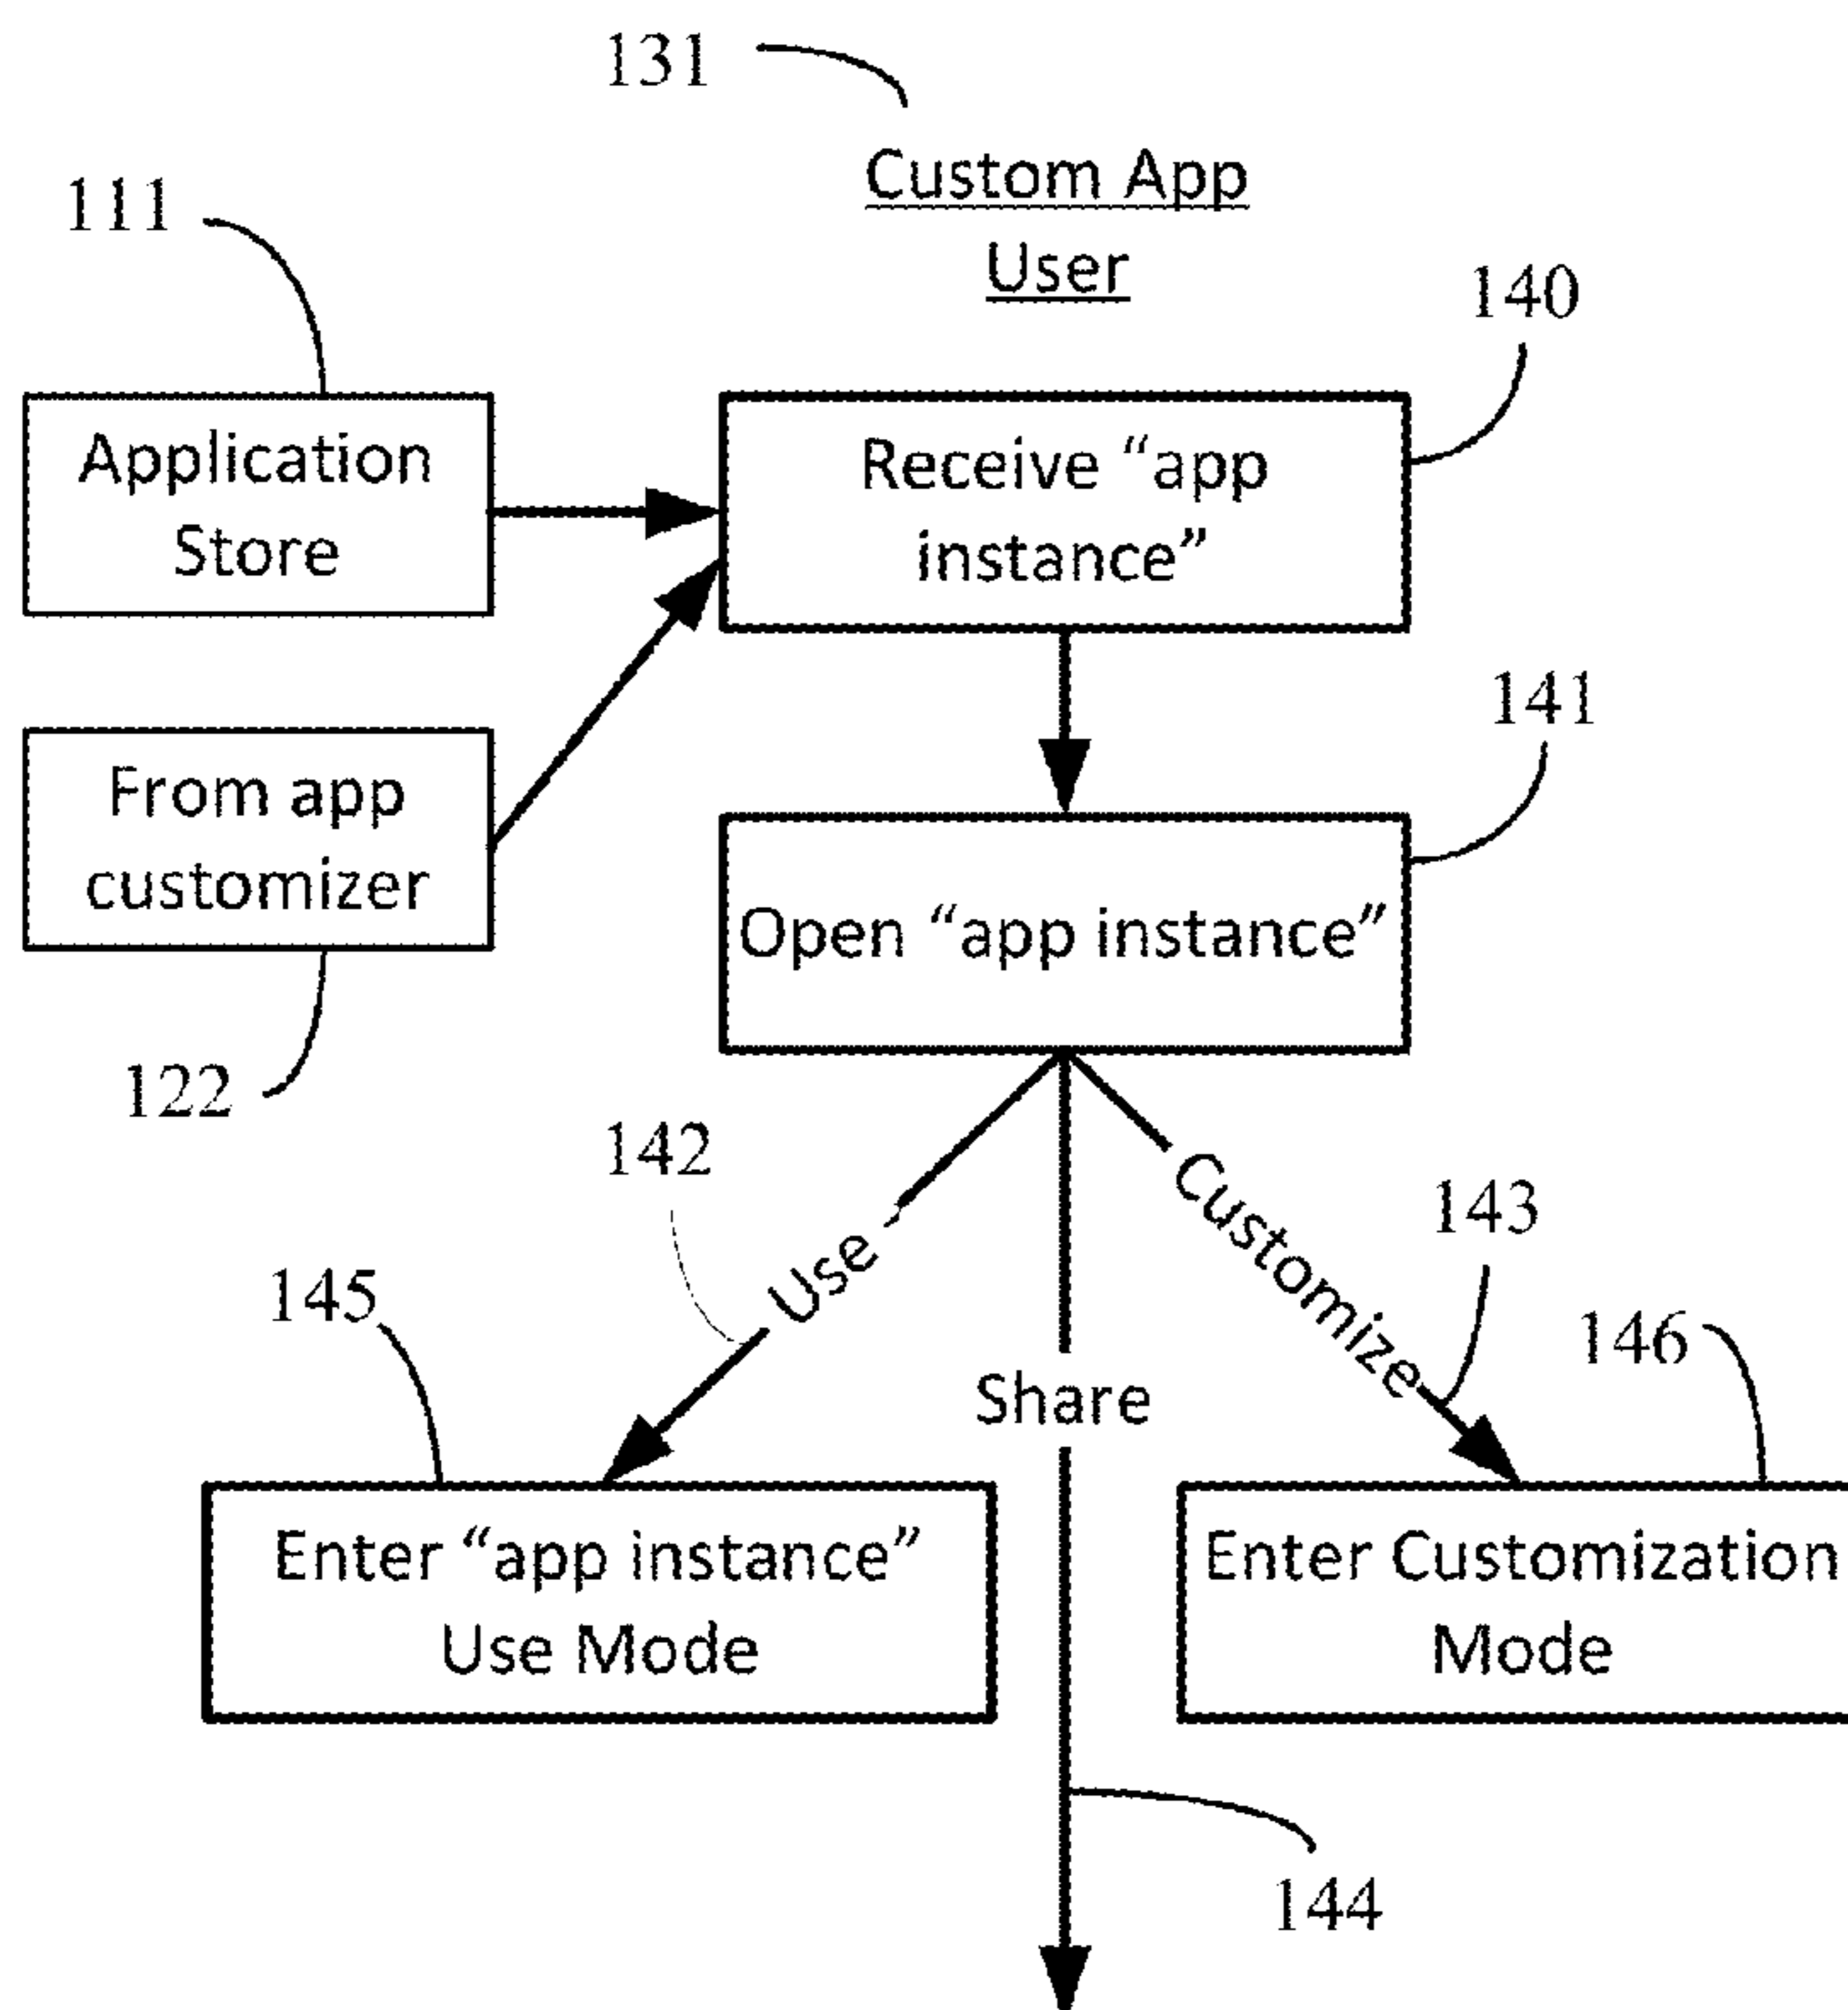 131
Custom App
User
111
140
Application
Store
Receive “app
instance”
141
From app
customizer
Open “app instance”
122
142
Use
Customize
143
145
146
Share
Enter “app instance”
Use Mode
Enter Customization
Mode
144